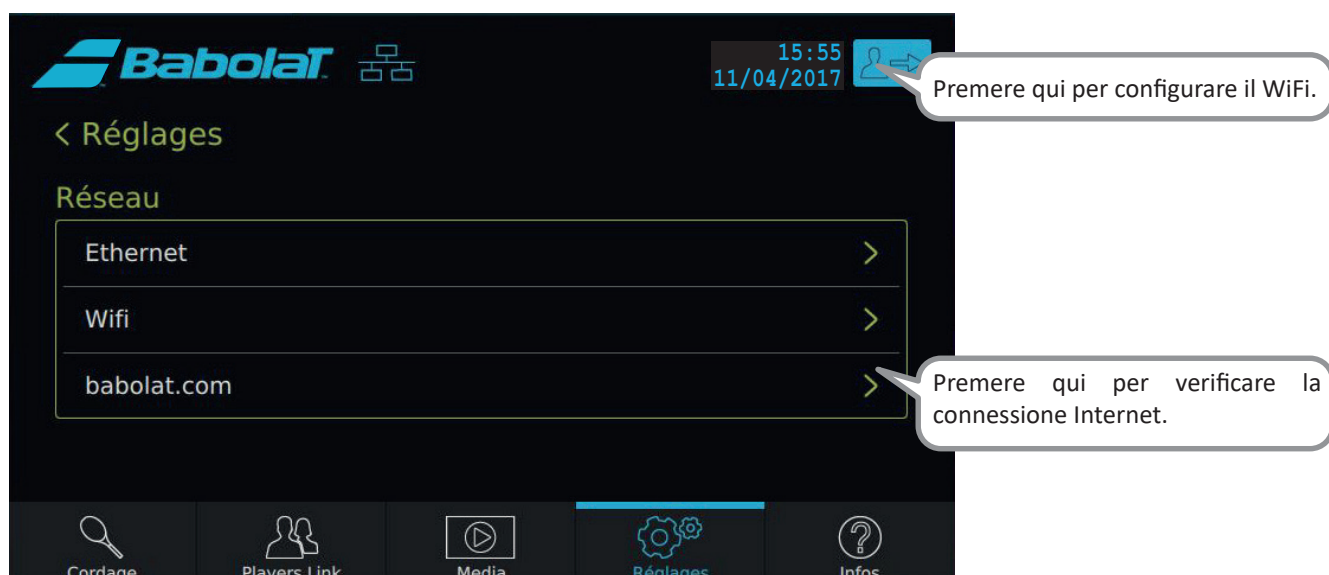 Babolat
15:55
11/04/2017
Premere qui per configurare il WiFi.
< Réglages
Réseau
Ethernet
Wifi
babolat.com
Premere qui per verificare la
connessione Internet.
Cordage
Players Link
Media
Réglages
Infos